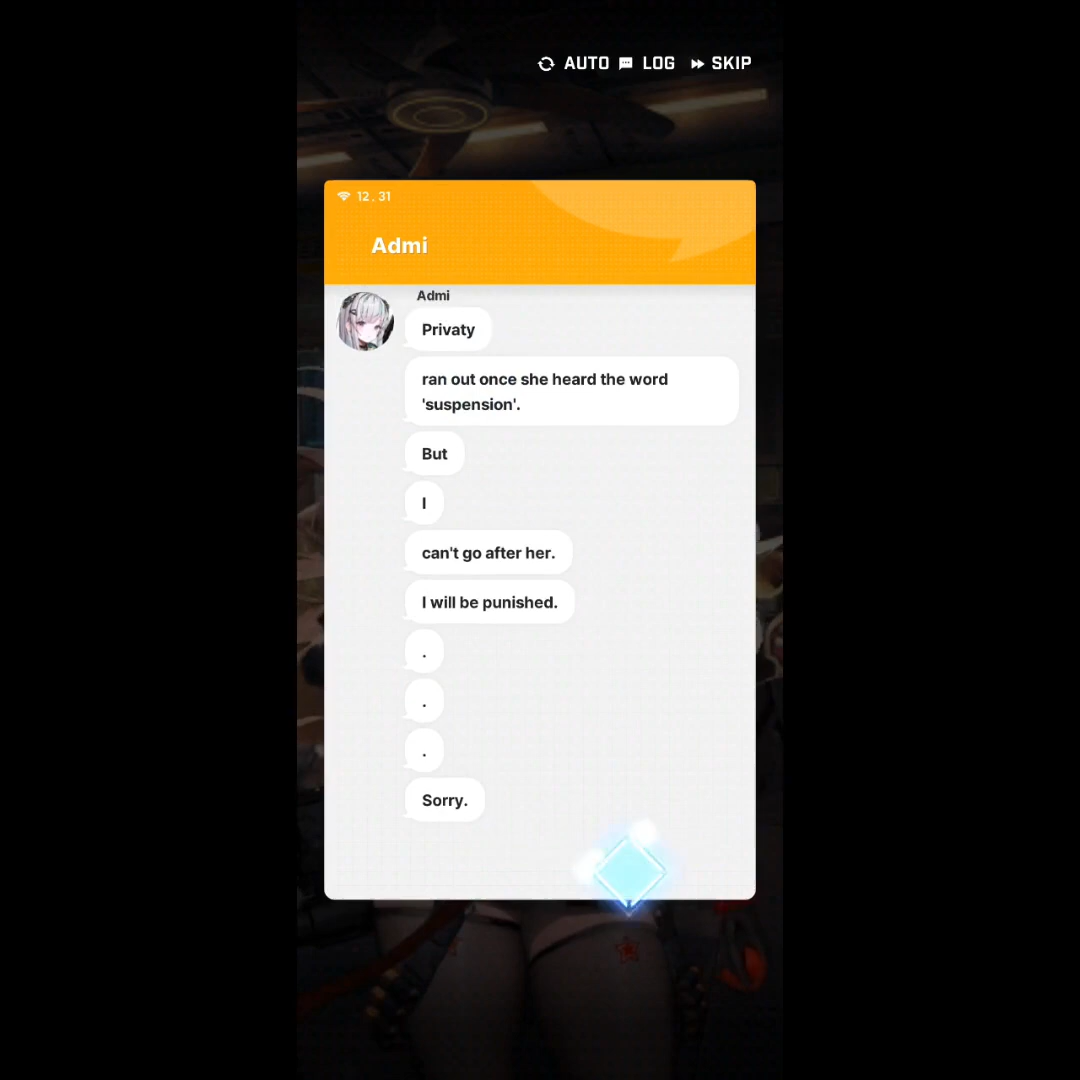 AUTO LOG SKIP
12.31
Admi
Admi
Privaty
ran out once she heard the word
'suspension'.
But
I
can't go after her.
I will be punished.
.
.
.
Sorry.